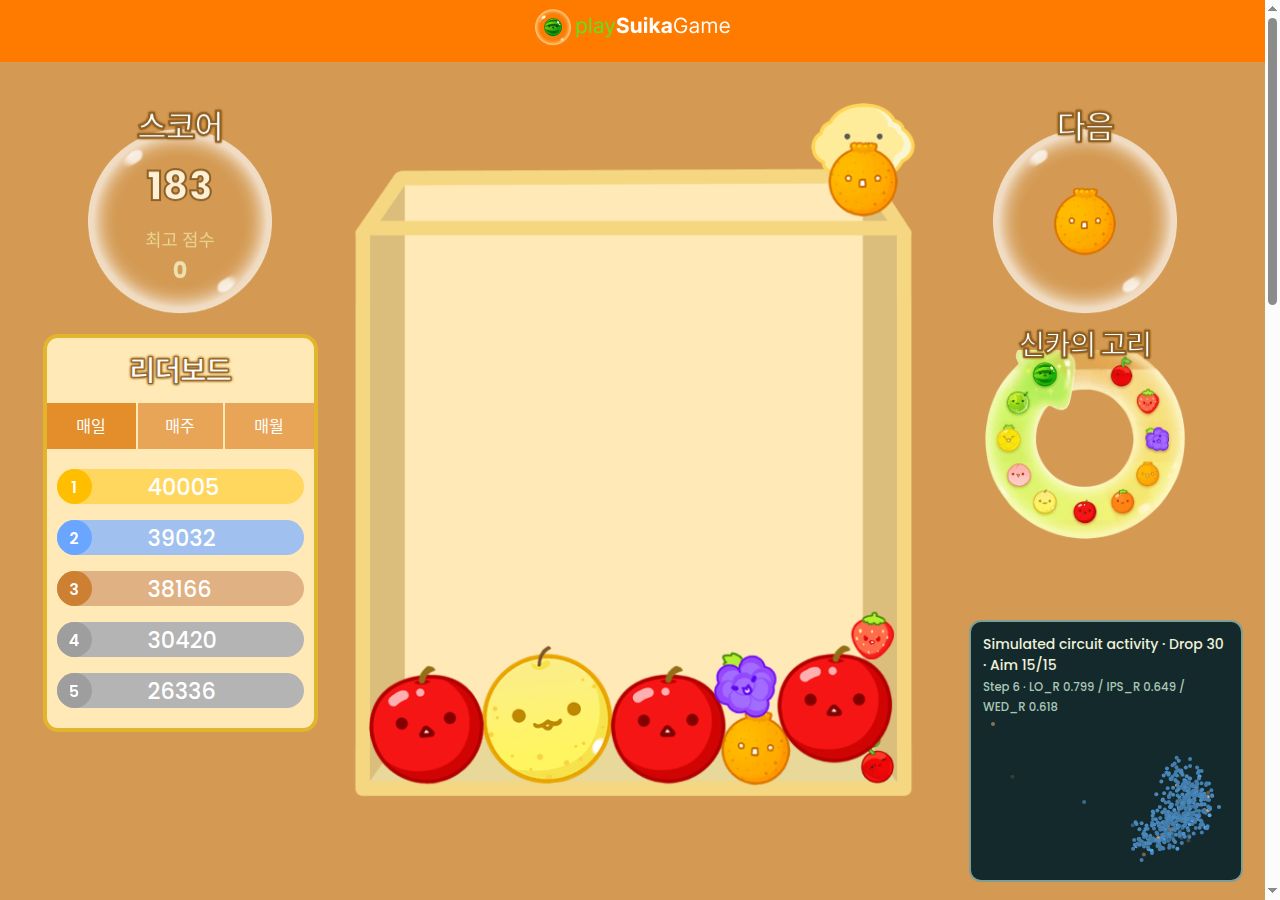 playSuikaGame
스코어
183
최고 점수
0
다음
신카의 고리
리더보드
매일 매주 매월
1 40005
2 39032
3 38166
4 30420
5 26336
Simulated circuit activity · Drop 30
· Aim 15/15
Step 6 · LO_R 0.799 / IPS_R 0.649 /
WED_R 0.618